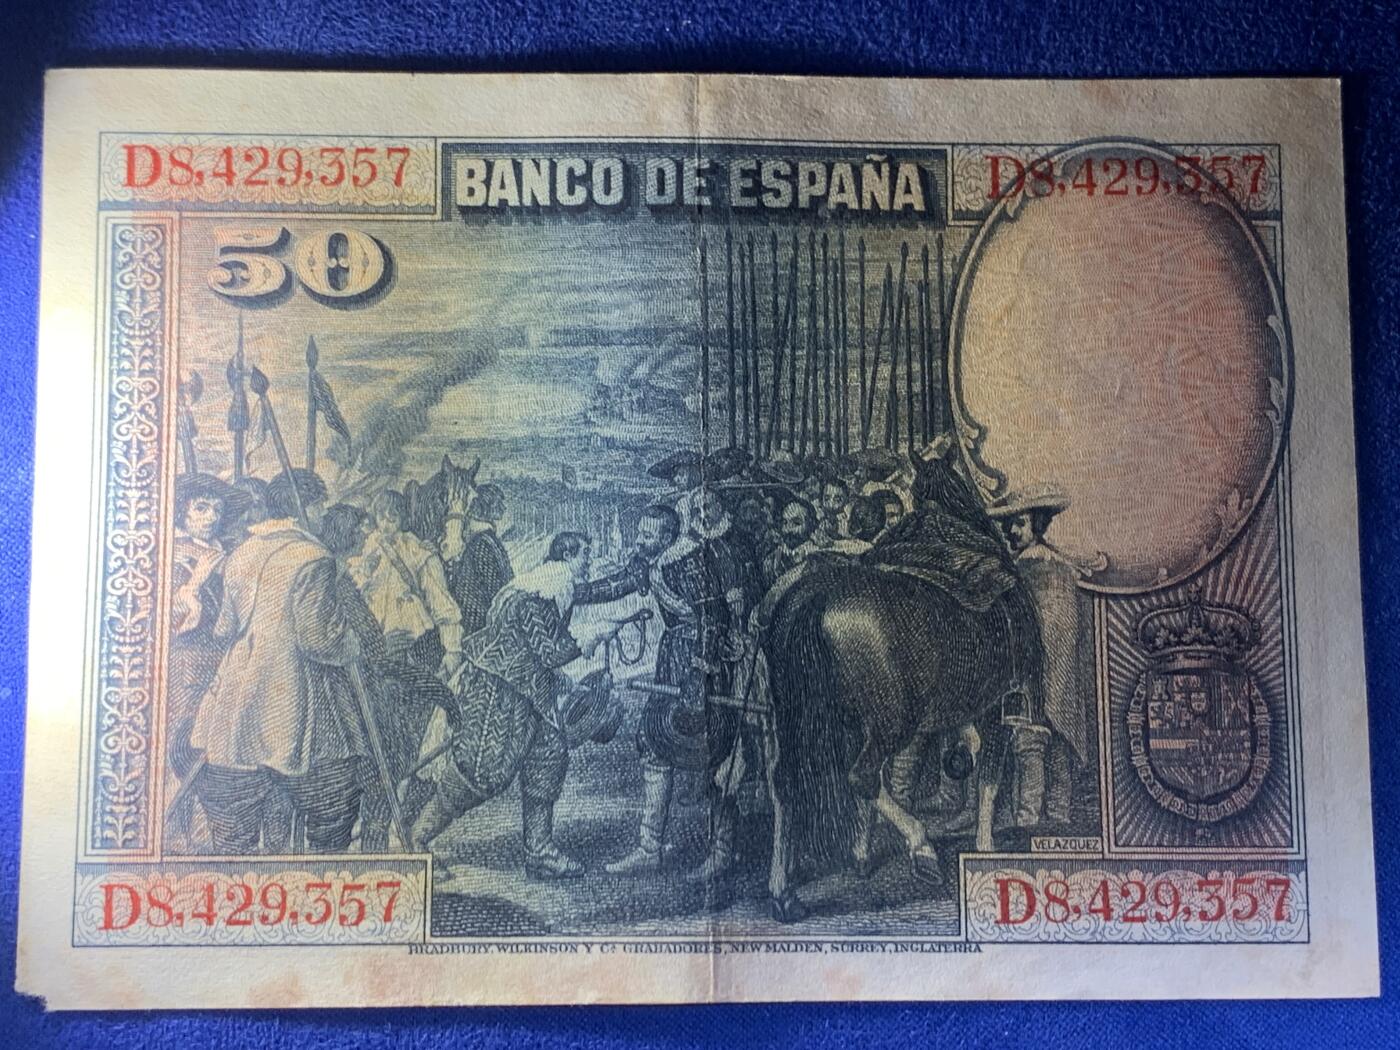 D8,429,357
BANCO DE ESPAÑA
D8,429,357
50
VELAZQUEZ
D8,429,357
D8,429,357
BRADBURY, WILKINSON Y Cª GRABADORES, NEW MALDEN, SURREY, INGLATERRA